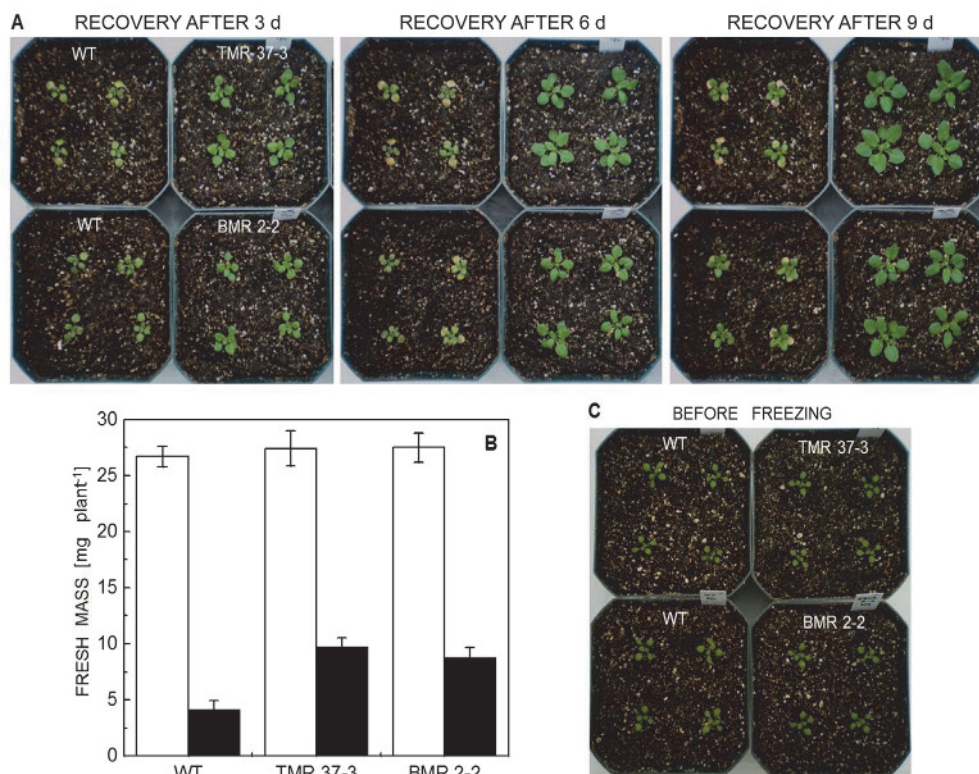 A
RECOVERY AFTER 3 d
RECOVERY AFTER 6 d
RECOVERY AFTER 9 d
WT
TMR 37-3
WT
BMR 2-2
B
FRESH MASS [mg plant⁻¹]
30
25
20
15
10
5
0
WT
TMR 37-3
BMR 2-2
C
BEFORE FREEZING
WT
TMR 37-3
WT
BMR 2-2